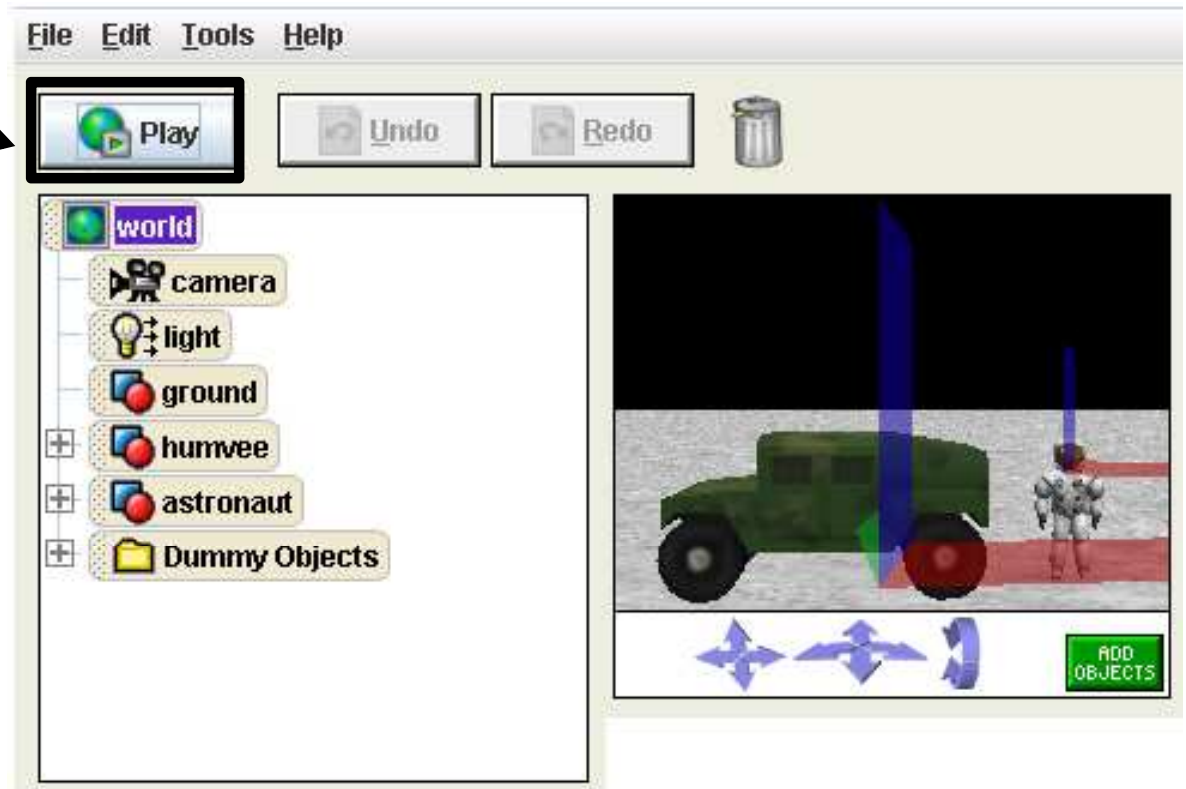 File Edit Tools Help
Play Undo Redo
world
camera
light
ground
humvee
astronaut
Dummy Objects
ADD
OBJECTS